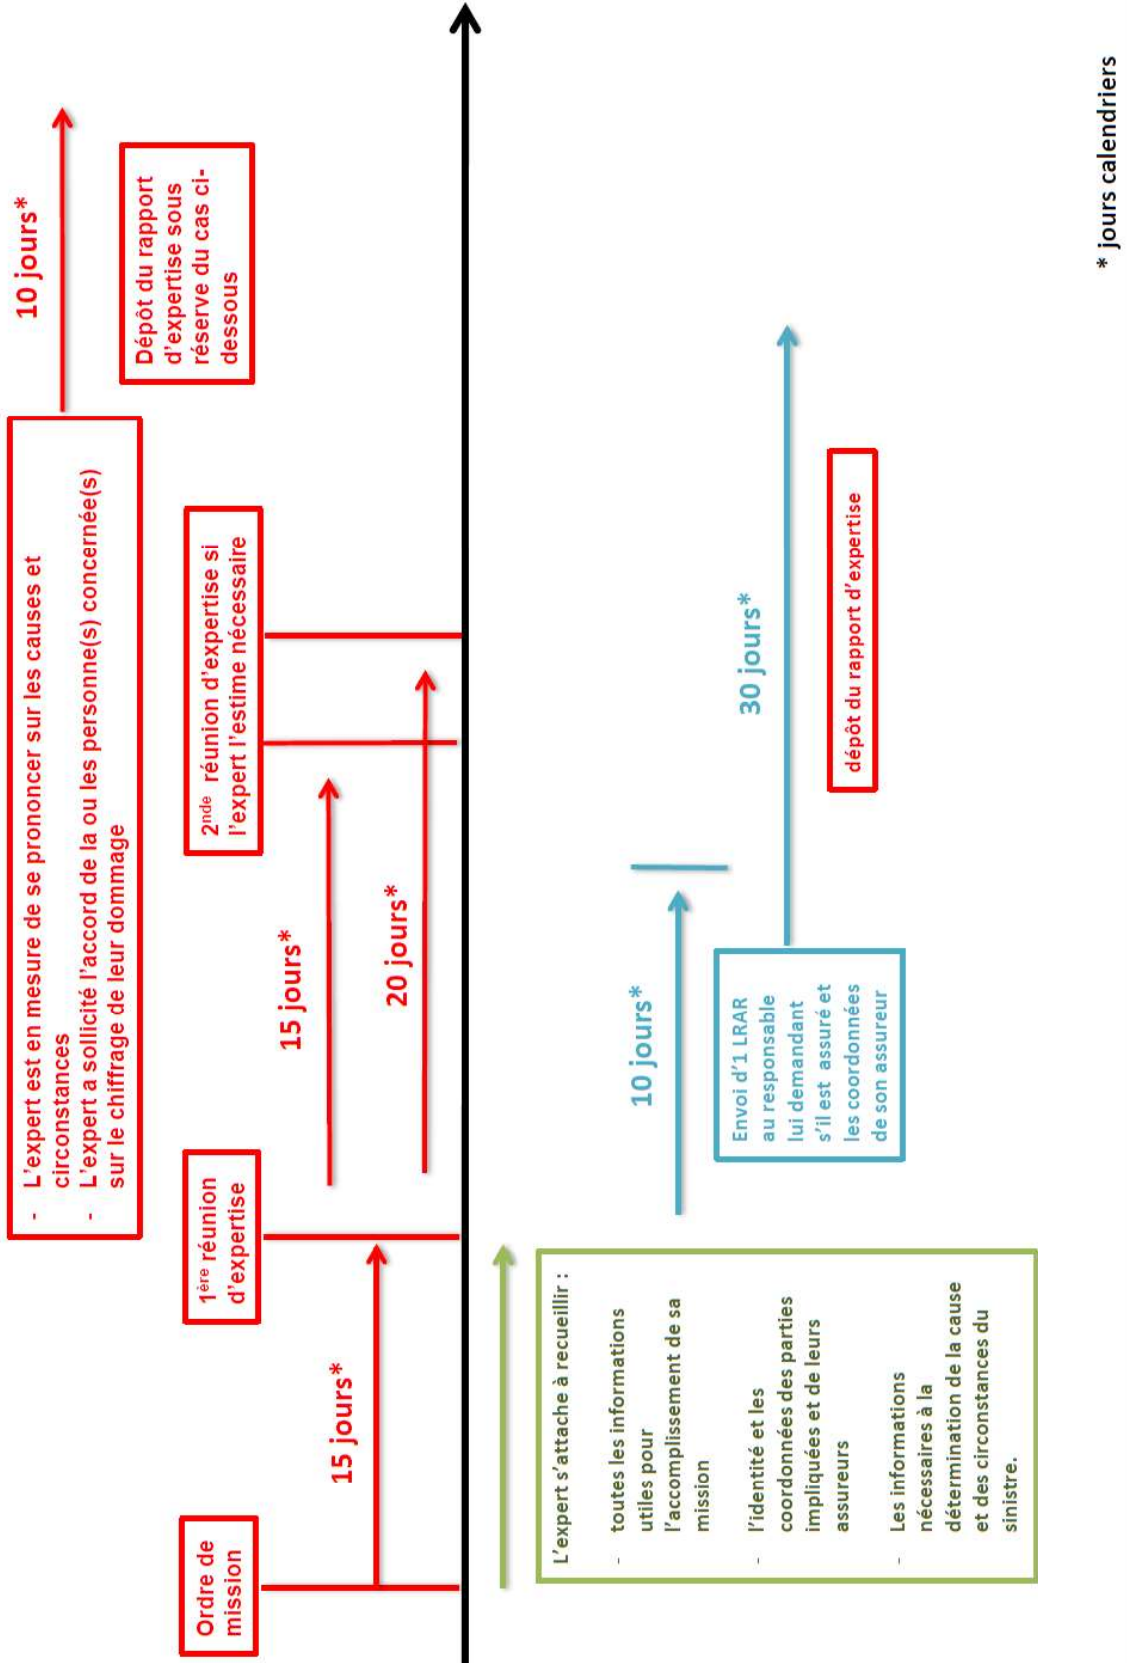 - L'expert est en mesure de se prononcer sur les causes et
circonstances
- L'expert a sollicité l'accord de la ou les personne(s) concernée(s)
sur le chiffrage de leur dommage
10 jours*
Dépôt du rapport
d'expertise sous
réserve du cas ci-
dessous
Ordre de
mission
1ère réunion
d'expertise
2nde réunion d'expertise si
l'expert l'estime nécessaire
15 jours*
15 jours*
20 jours*
L'expert s'attache à recueillir :
- toutes les informations
utiles pour
l'accomplissement de sa
mission
- l'identité et les
coordonnées des parties
impliquées et de leurs
assureurs
- Les informations
nécessaires à la
détermination de la cause
et des circonstances du
sinistre.
10 jours*
Envoi d'1 LRAR
au responsable
lui demandant
s'il est assuré et
les coordonnées
de son assureur
30 jours*
dépôt du rapport d'expertise
* jours calendriers